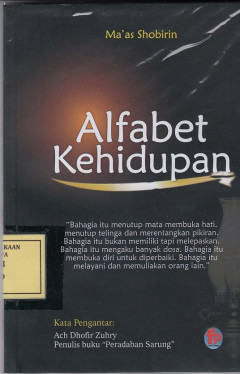 Ma'as Shobirin
Alfabet
Kehidupan
"Bahagia itu menutup mata membuka hati,
menutup telinga dan merentangkan pikiran.
Bahagia itu bukan memiliki tapi melepaskan.
Bahagia itu mengaku banyak dosa. Bahagia itu
membuka diri untuk diperbaiki. Bahagia itu
melayani dan memuliakan orang lain."
KAAN
Kata Pengantar:
Ach Dhofir Zuhry
Penulis buku "Peradaban Sarung"